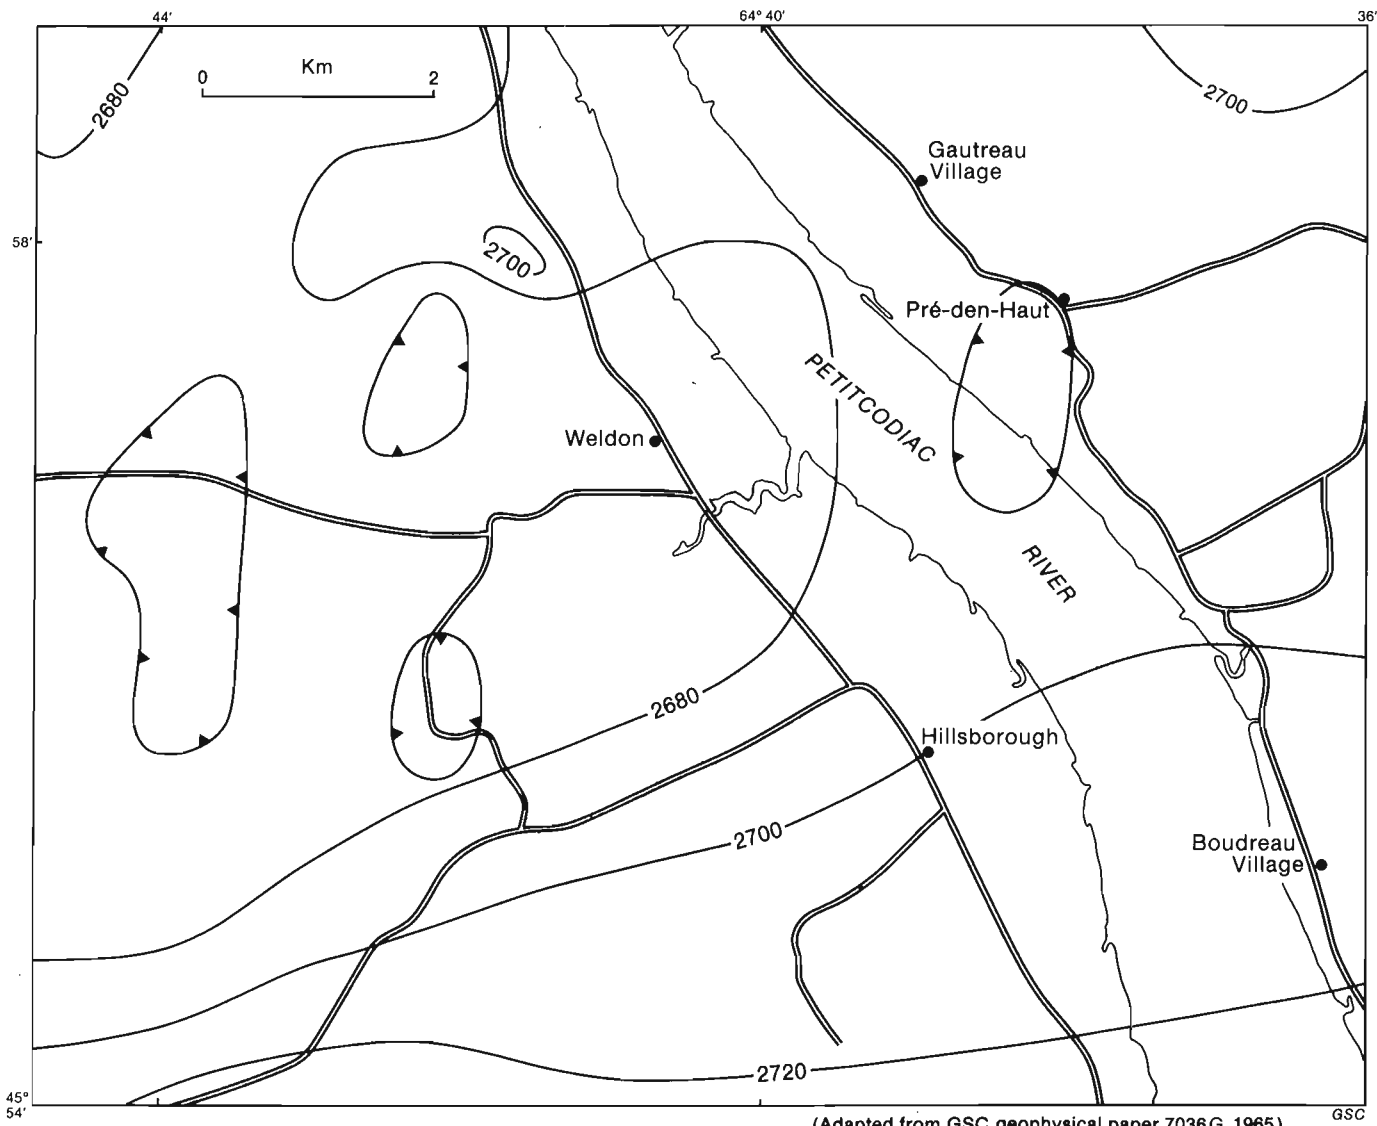 44'
64° 40'
36'
Km
0 2
2680
2700
Gautreau
Village
58'
2700
Pré-den-Haut
PETITCODIAC
Weldon
RIVER
2680
Hillsborough
2700
Boudreau
Village
2720
45°
54'
GSC
(Adapted from GSC geophysical paper 7036G, 1965)